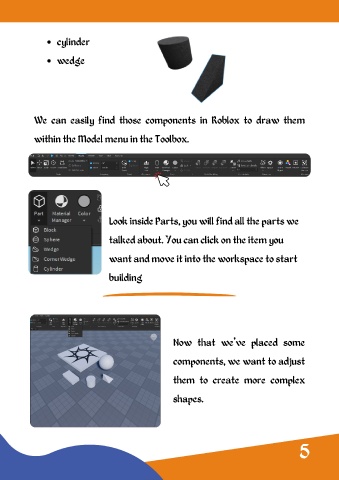 • cylinder
• wedge
We can easily find those components in Roblox to draw them
within the Model menu in the Toolbox.
Part Material Color
Manager
Block
Sphere
Wedge
Corner Wedge
Cylinder
Look inside Parts, you will find all the parts we
talked about. You can click on the item you
want and move it into the workspace to start
building
Now that we've placed some
components, we want to adjust
them to create more complex
shapes.
5